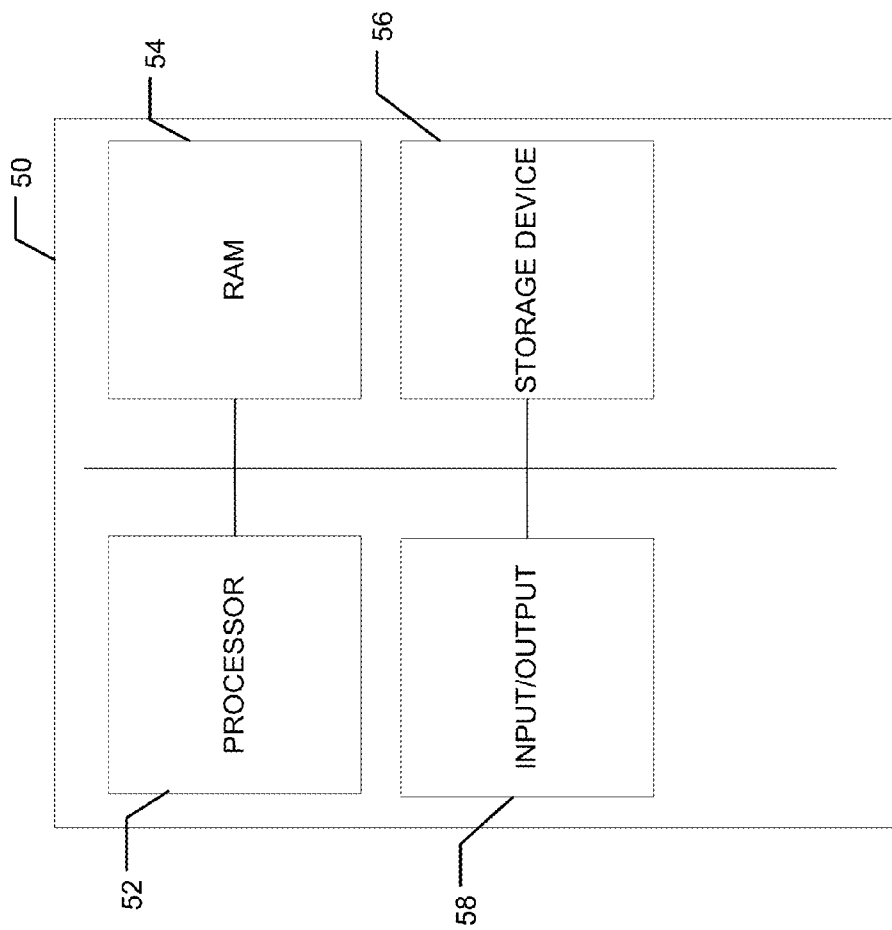 50
52
PROCESSOR
RAM
54
58
INPUT/OUTPUT
STORAGE DEVICE
56